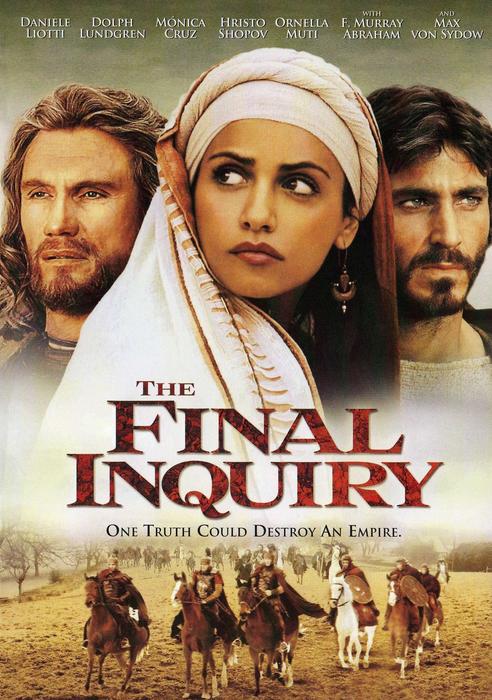 DANIELE LIOTTI
DOLPH LUNDGREN
MÓNICA CRUZ
HRISTO SHOPOV
ORNELLA MUTI
WITH F. MURRAY ABRAHAM
AND MAX VON SYDOW
THE
FINAL
INQUIRY
ONE TRUTH COULD DESTROY AN EMPIRE.